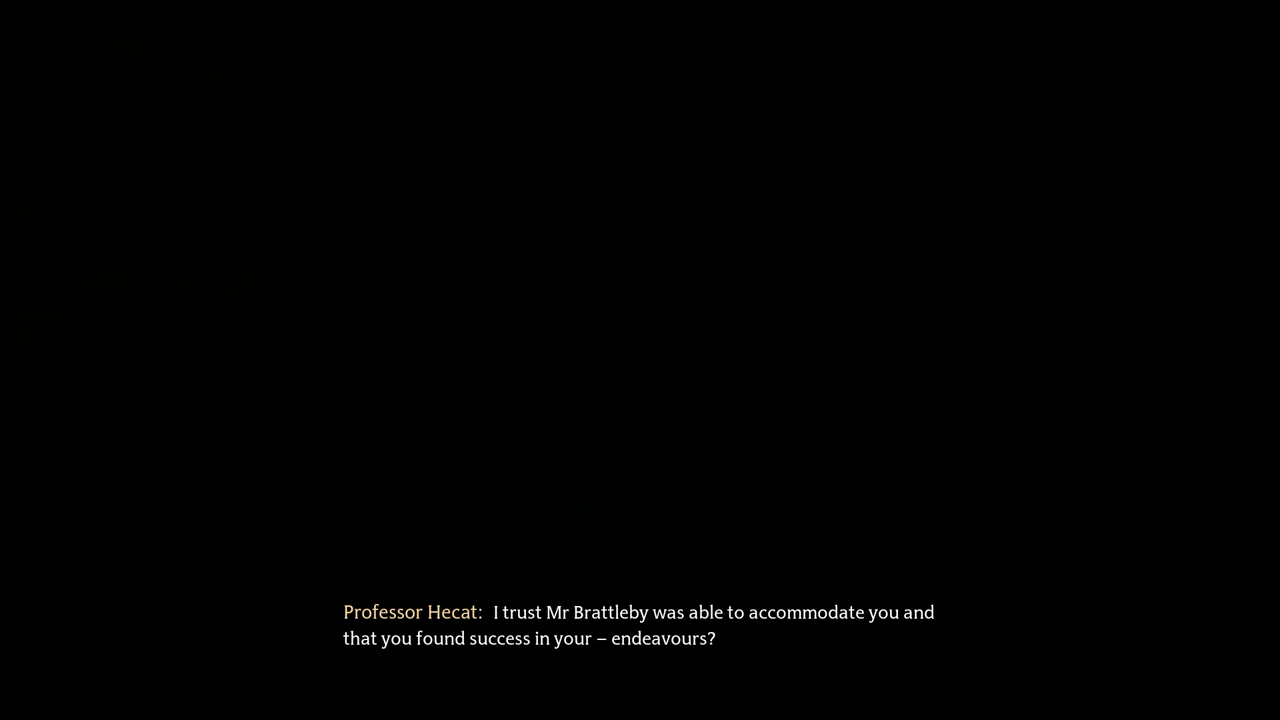 Professor Hecat: I trust Mr Brattleby was able to accommodate you and
that you found success in your – endeavours?